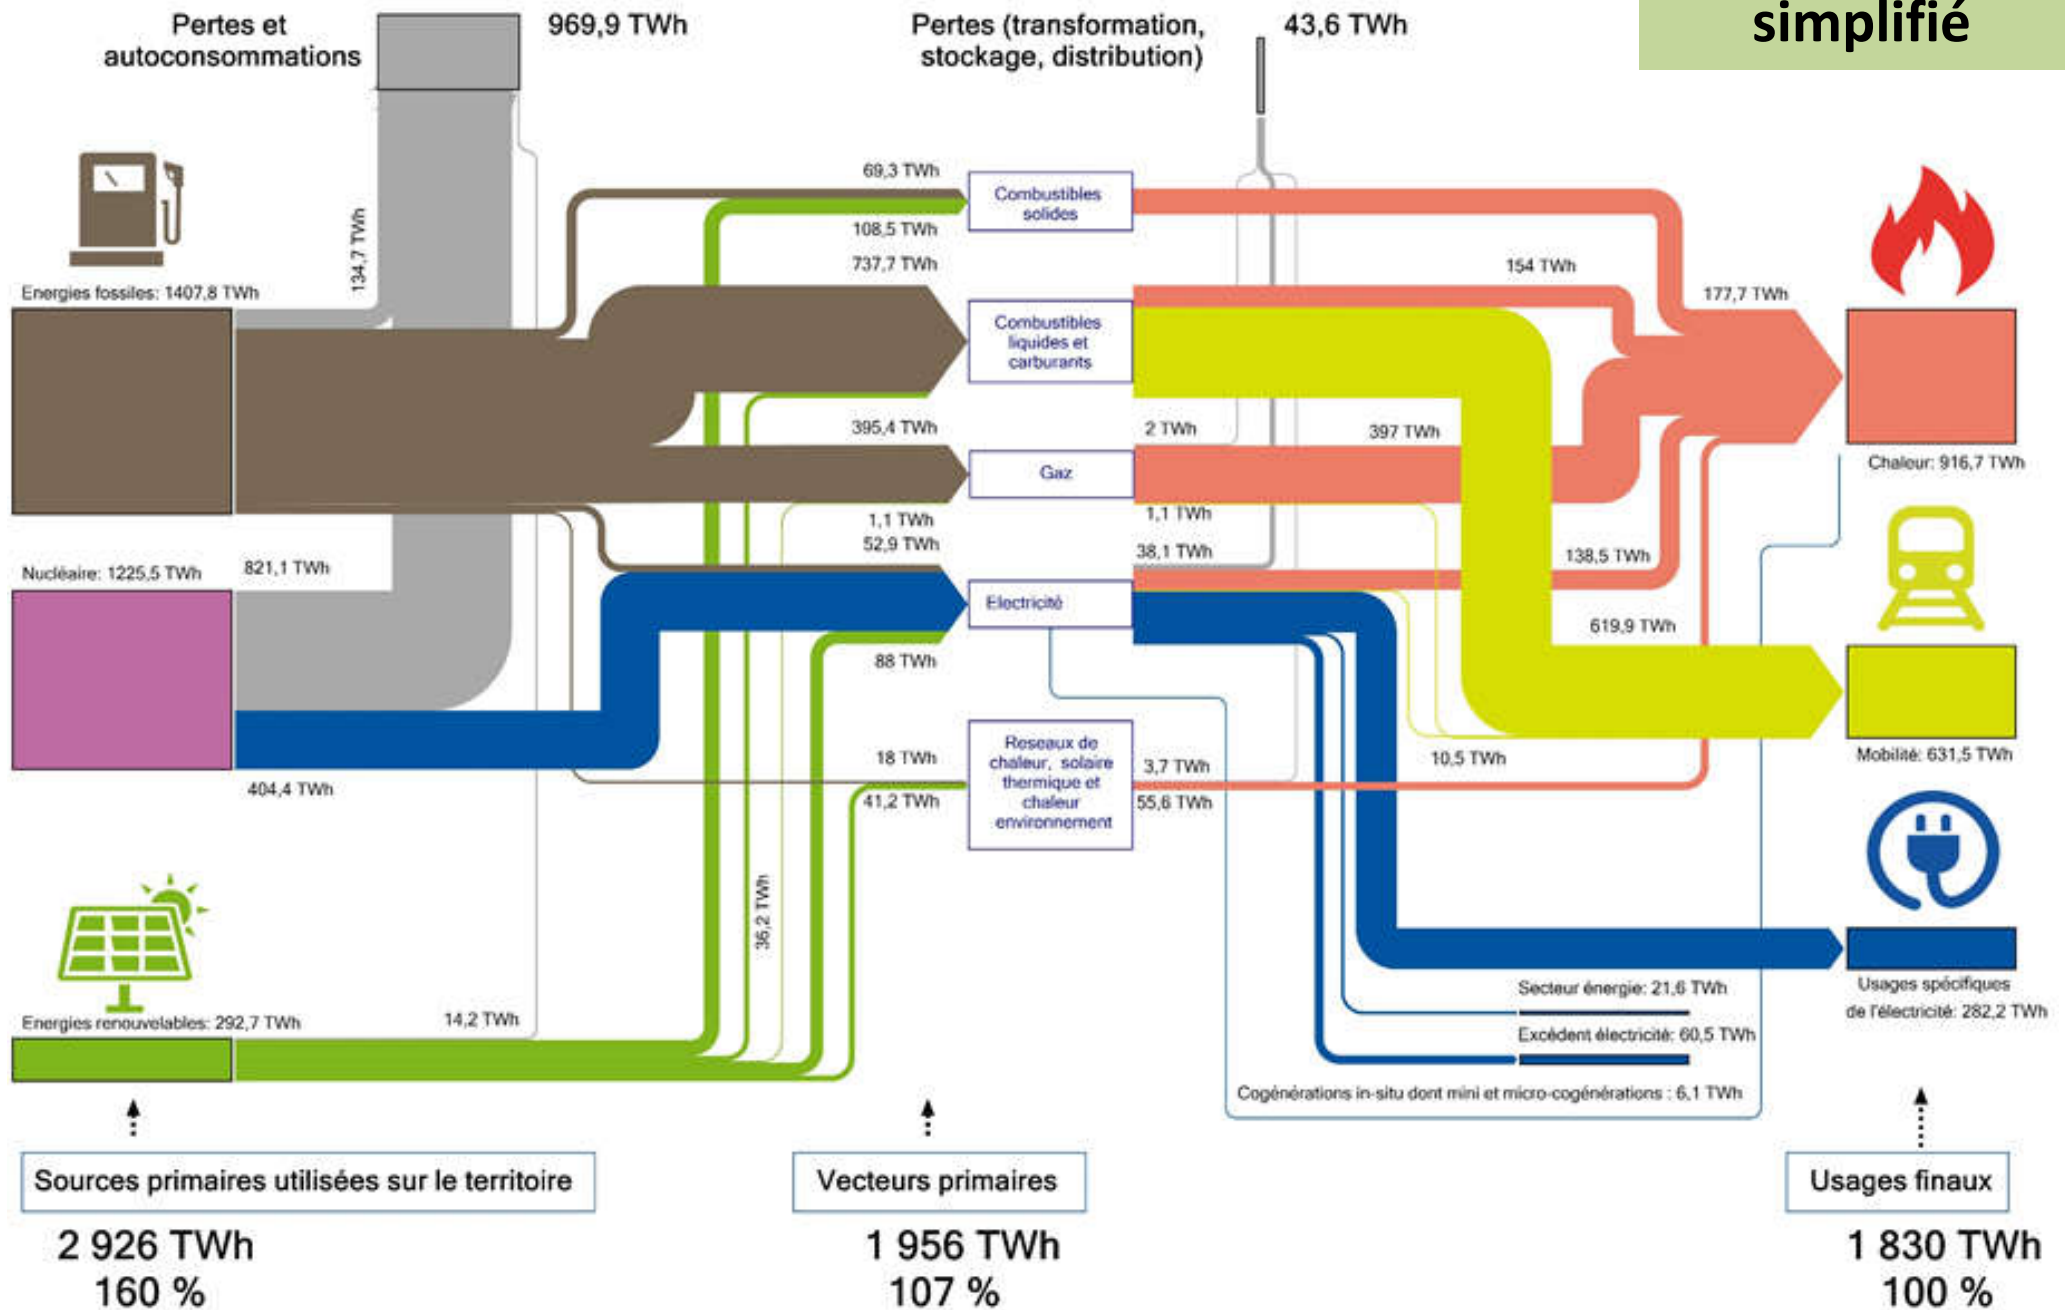 simplifié
Pertes et
autoconsommations
969,9 TWh
Pertes (transformation,
stockage, distribution)
43,6 TWh
134,7 TWh
69,3 TWh
108,5 TWh
737,7 TWh
Combustibles
solides
154 TWh
177,7 TWh
Energies fossiles: 1407,8 TWh
Combustibles
liquides et
carburants
395,4 TWh
2 TWh
397 TWh
Gaz
Chaleur: 916,7 TWh
1,1 TWh
52,9 TWh
1,1 TWh
38,1 TWh
138,5 TWh
Nucléaire: 1225,5 TWh
821,1 TWh
Electricité
619,9 TWh
88 TWh
18 TWh
41,2 TWh
Reseaux de
chaleur, solaire
thermique et
chaleur
environnement
3,7 TWh
55,6 TWh
10,5 TWh
Mobilité: 631,5 TWh
404,4 TWh
36,2 TWh
Energies renouvelables: 292,7 TWh
14,2 TWh
Secteur énergie: 21,6 TWh
Excédent électricité: 60,5 TWh
Cogénérations in-situ dont mini et micro-cogénérations : 6,1 TWh
Usages spécifiques
de l'électricité: 282,2 TWh
Sources primaires utilisées sur le territoire
Vecteurs primaires
Usages finaux
2 926 TWh
160 %
1 956 TWh
107 %
1 830 TWh
100 %